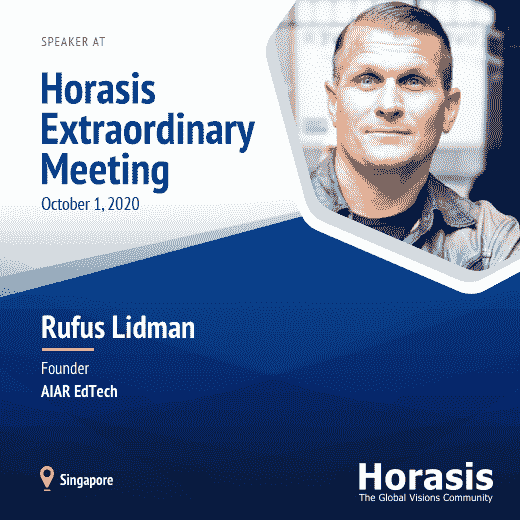 SPEAKER AT
Horasis
Extraordinary
Meeting
October 1, 2020
Rufus Lidman
Founder
AIAR EdTech
Singapore
Horasis
The Global Visions Community